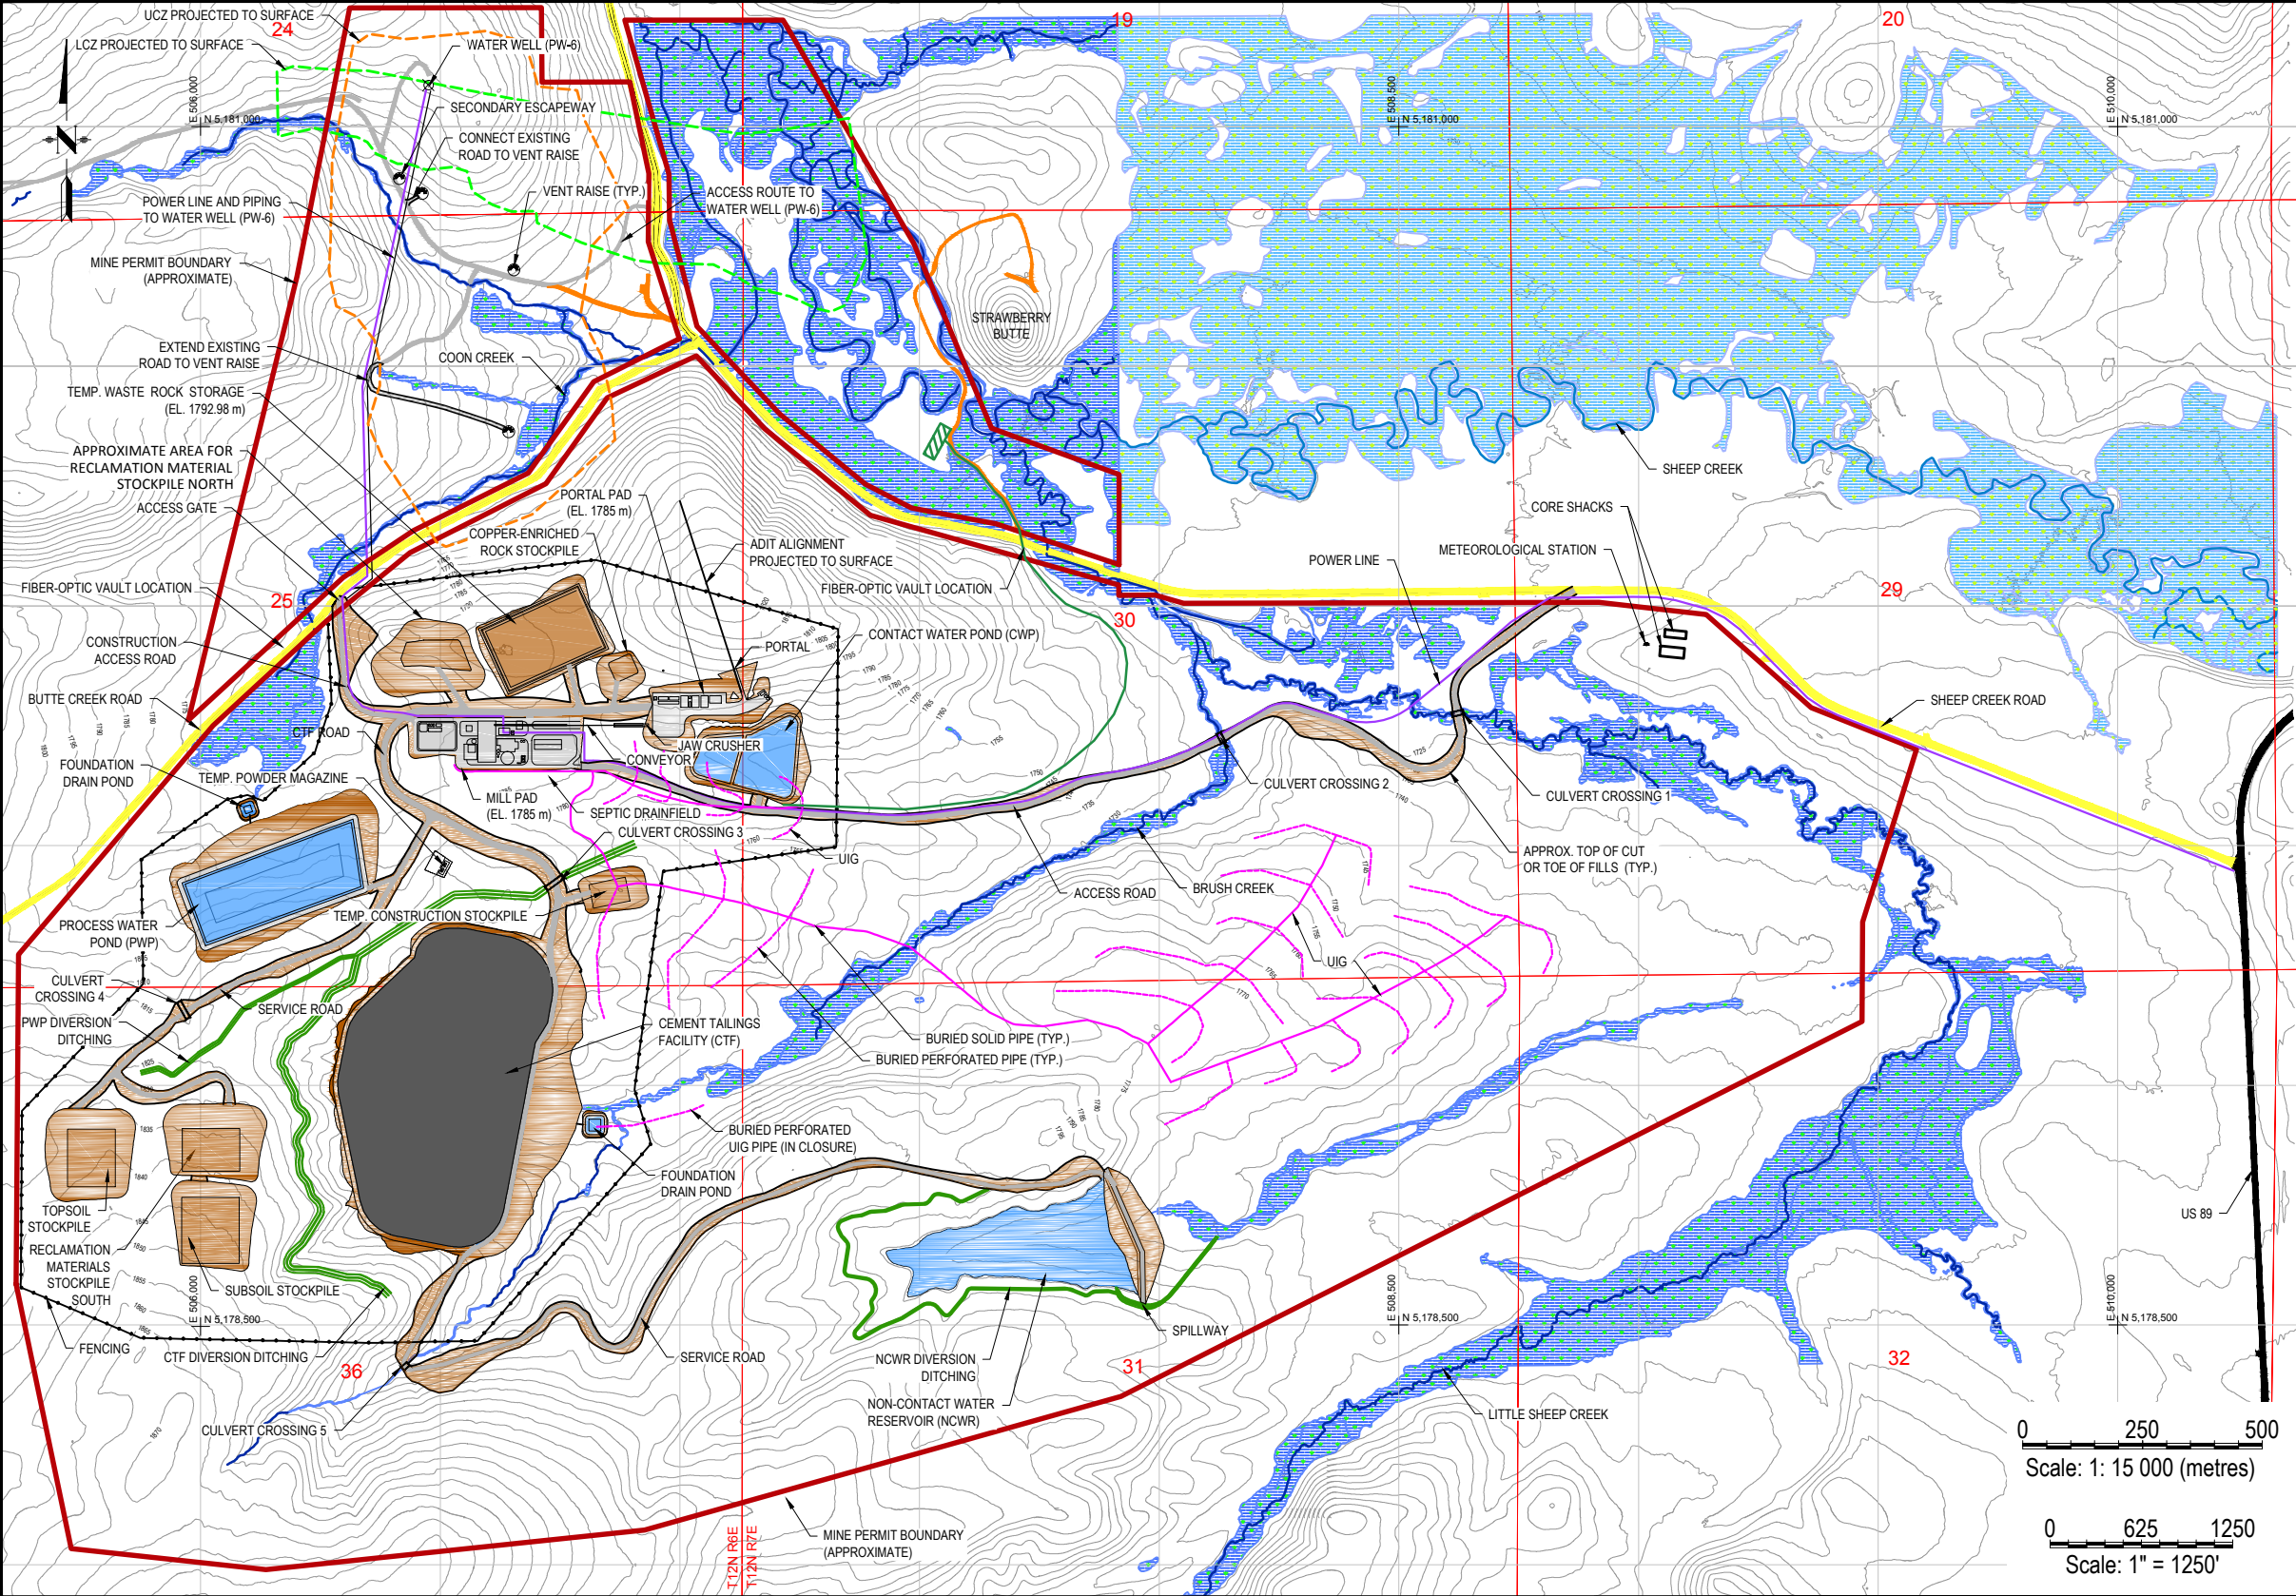 UCZ PROJECTED TO SURFACE
24
19
20
LCZ PROJECTED TO SURFACE
WATER WELL (PW-6)
E 506,000
N 5,181,000
SECONDARY ESCAPEWAY
E 508,500
N 5,181,000
E 510,000
N 5,181,000
N
CONNECT EXISTING
ROAD TO VENT RAISE
VENT RAISE (TYP.)
ACCESS ROUTE TO
WATER WELL (PW-6)
POWER LINE AND PIPING
TO WATER WELL (PW-6)
MINE PERMIT BOUNDARY
(APPROXIMATE)
STRAWBERRY
BUTTE
EXTEND EXISTING
ROAD TO VENT RAISE
COON CREEK
TEMP. WASTE ROCK STORAGE
(EL. 1792.98 m)
APPROXIMATE AREA FOR
RECLAMATION MATERIAL
STOCKPILE NORTH
SHEEP CREEK
ACCESS GATE
PORTAL PAD
(EL. 1785 m)
CORE SHACKS
COPPER-ENRICHED
ROCK STOCKPILE
ADIT ALIGNMENT
PROJECTED TO SURFACE
METEOROLOGICAL STATION
POWER LINE
FIBER-OPTIC VAULT LOCATION
FIBER-OPTIC VAULT LOCATION
25
30
29
CONSTRUCTION
ACCESS ROAD
CONTACT WATER POND (CWP)
PORTAL
BUTTE CREEK ROAD
SHEEP CREEK ROAD
CTF ROAD
JAW CRUSHER
CONVEYOR
FOUNDATION
DRAIN POND
TEMP. POWDER MAGAZINE
MILL PAD
(EL. 1785 m)
SEPTIC DRAINFIELD
CULVERT CROSSING 2
CULVERT CROSSING 1
CULVERT CROSSING 3
UIG
APPROX. TOP OF CUT
OR TOE OF FILLS (TYP.)
ACCESS ROAD
BRUSH CREEK
TEMP. CONSTRUCTION STOCKPILE
PROCESS WATER
POND (PWP)
UIG
CULVERT
CROSSING 4
SERVICE ROAD
PWP DIVERSION
DITCHING
CEMENT TAILINGS
FACILITY (CTF)
BURIED SOLID PIPE (TYP.)
BURIED PERFORATED PIPE (TYP.)
BURIED PERFORATED
UIG PIPE (IN CLOSURE)
FOUNDATION
DRAIN POND
TOPSOIL
STOCKPILE
US 89
RECLAMATION
MATERIALS
STOCKPILE
SOUTH
SUBSOIL STOCKPILE
E 506,000
N 5,178,500
E 508,500
N 5,178,500
E 510,000
N 5,178,500
FENCING
CTF DIVERSION DITCHING
SERVICE ROAD
SPILLWAY
36
31
32
NCWR DIVERSION
DITCHING
NON-CONTACT WATER
RESERVOIR (NCWR)
LITTLE SHEEP CREEK
CULVERT CROSSING 5
0 250 500
Scale: 1: 15 000 (metres)
MINE PERMIT BOUNDARY
(APPROXIMATE)
T12N R6E
T12N R7E
0 625 1250
Scale: 1" = 1250'